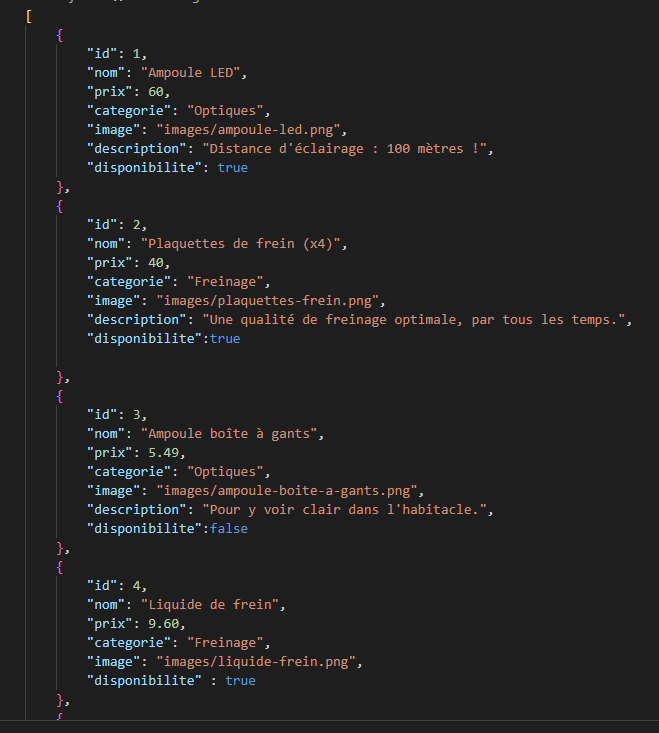 [
{
"id": 1,
"nom": "Ampoule LED",
"prix": 60,
"categorie": "Optiques",
"image": "images/ampoule-led.png",
"description": "Distance d'éclairage : 100 mètres !",
"disponibilite": true
},
{
"id": 2,
"nom": "Plaquettes de frein (x4)",
"prix": 40,
"categorie": "Freinage",
"image": "images/plaquettes-frein.png",
"description": "Une qualité de freinage optimale, par tous les temps.",
"disponibilite":true
},
{
"id": 3,
"nom": "Ampoule boîte à gants",
"prix": 5.49,
"categorie": "Optiques",
"image": "images/ampoule-boite-a-gants.png",
"description": "Pour y voir clair dans l'habitacle.",
"disponibilite":false
},
{
"id": 4,
"nom": "Liquide de frein",
"prix": 9.60,
"categorie": "Freinage",
"image": "images/liquide-frein.png",
"disponibilite" : true
},
{